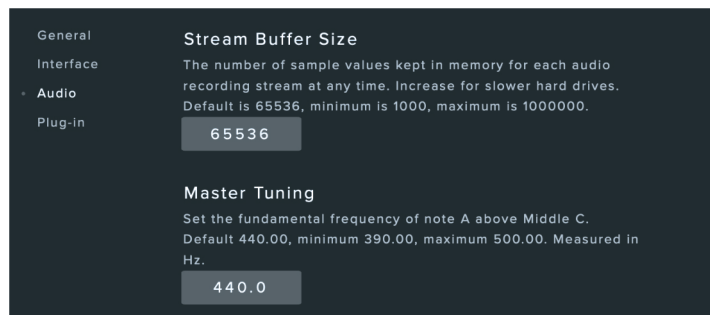 General
Interface
Audio
Plug-in
Stream Buffer Size
The number of sample values kept in memory for each audio
recording stream at any time. Increase for slower hard drives.
Default is 65536, minimum is 1000, maximum is 1000000.
65536
Master Tuning
Set the fundamental frequency of note A above Middle C.
Default 440.00, minimum 390.00, maximum 500.00. Measured in
Hz.
440.0